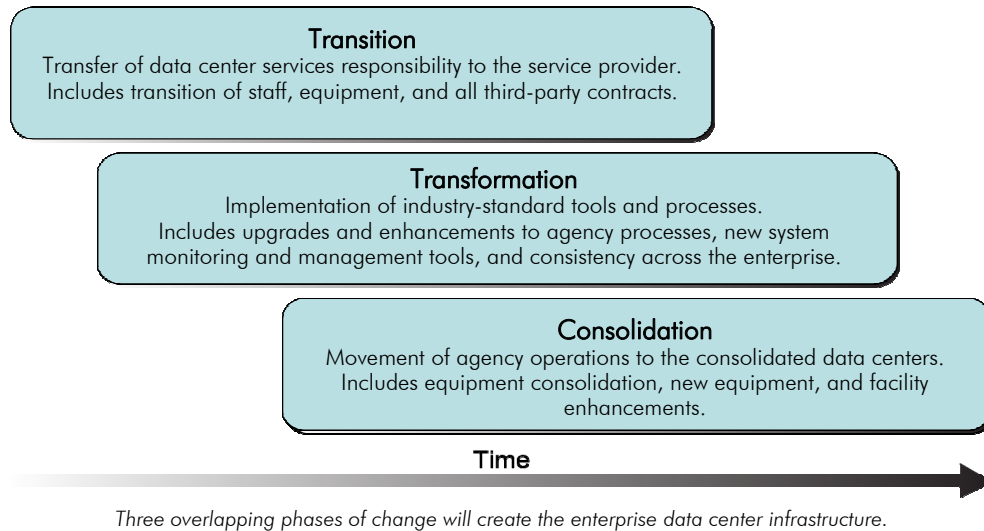 Transition
Transfer of data center services responsibility to the service provider.
Includes transition of staff, equipment, and all third-party contracts.
Transformation
Implementation of industry-standard tools and processes.
Includes upgrades and enhancements to agency processes, new system
monitoring and management tools, and consistency across the enterprise.
Consolidation
Movement of agency operations to the consolidated data centers.
Includes equipment consolidation, new equipment, and facility
enhancements.
Time
Three overlapping phases of change will create the enterprise data center infrastructure.